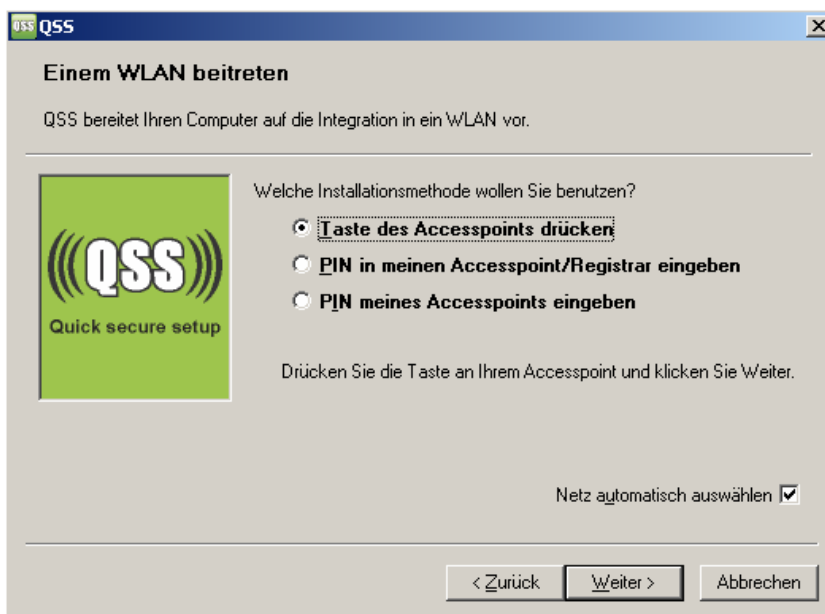 QSS QSS
Einem WLAN beitreten
QSS bereitet Ihren Computer auf die Integration in ein WLAN vor.
Welche Installationsmethode wollen Sie benutzen?
Taste des Accesspoints drücken
PIN in meinen Accesspoint/Registrar eingeben
PIN meines Accesspoints eingeben
(((QSS)))
Quick secure setup
Drücken Sie die Taste an Ihrem Accesspoint und klicken Sie Weiter.
Netz automatisch auswählen
< Zurück Weiter > Abbrechen